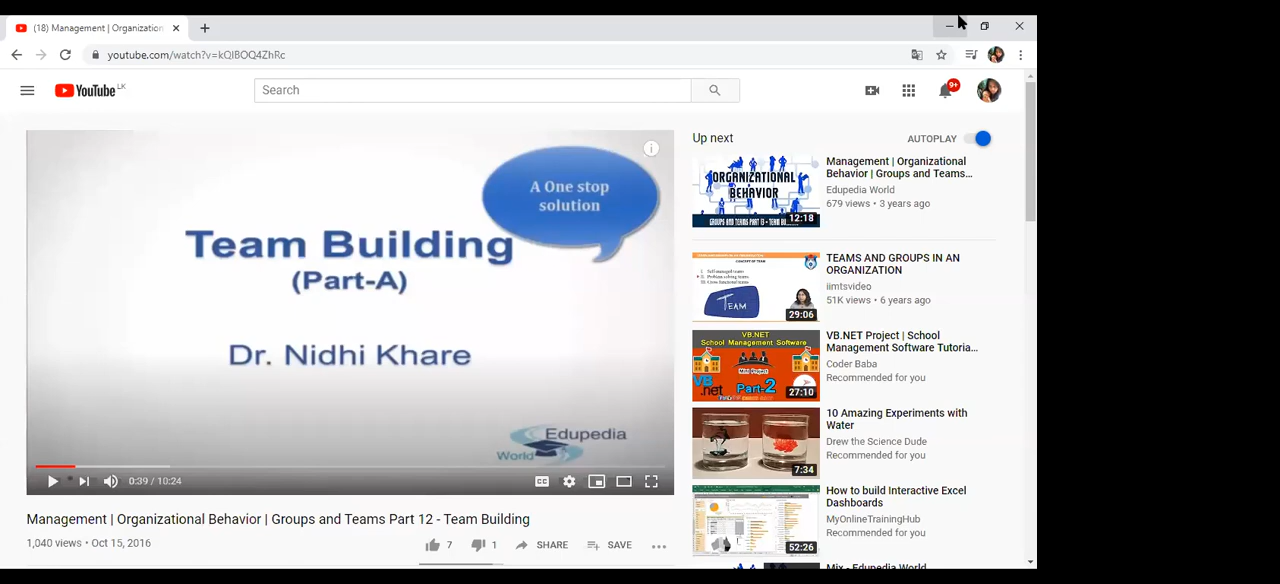 (18) Management | Organization
youtube.com/watch?v=kQIBOQ4ZhRc
YouTube LK
Search
9+
A One stop
solution
Team Building
(Part-A)
Dr. Nidhi Khare
Edupedia
World
0:39 / 10:24
CC
Management | Organizational Behavior | Groups and Teams Part 12 - Team Building
1,040 views • Oct 15, 2016
7
1
SHARE
SAVE
Up next
AUTOPLAY
ORGANIZATIONAL
BEHAVIOR
12:18
Management | Organizational
Behavior | Groups and Teams...
Edupedia World
679 views • 3 years ago
TEAM
29:06
TEAMS AND GROUPS IN AN
ORGANIZATION
iimtsvideo
51K views • 6 years ago
VB.NET
School Management Software
Mini Project
VB
.net
Part-2
27:10
VB.NET Project | School
Management Software Tutoria...
Coder Baba
Recommended for you
7:34
10 Amazing Experiments with
Water
Drew the Science Dude
Recommended for you
52:26
How to build Interactive Excel
Dashboards
MyOnlineTrainingHub
Recommended for you
Mix - Edupedia World